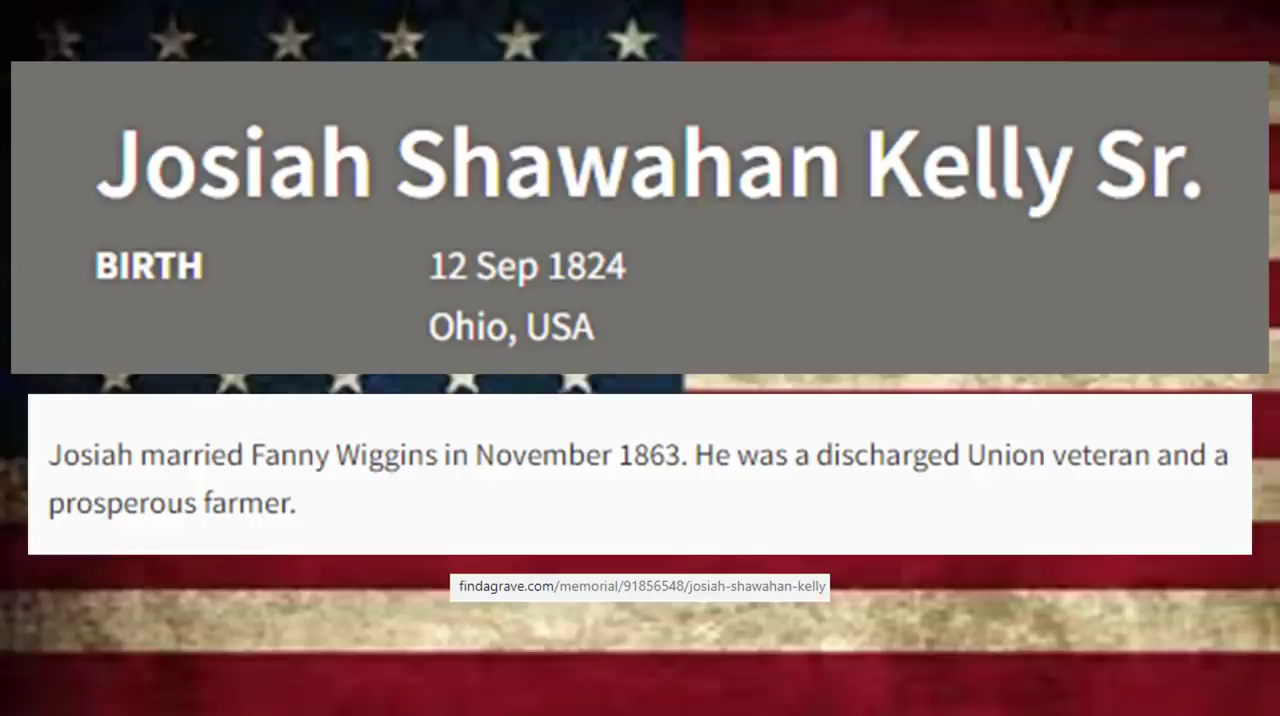 Josiah Shawahan Kelly Sr.
BIRTH 12 Sep 1824
Ohio, USA
Josiah married Fanny Wiggins in November 1863. He was a discharged Union veteran and a
prosperous farmer.
findagrave.com/memorial/91856548/josiah-shawahan-kelly